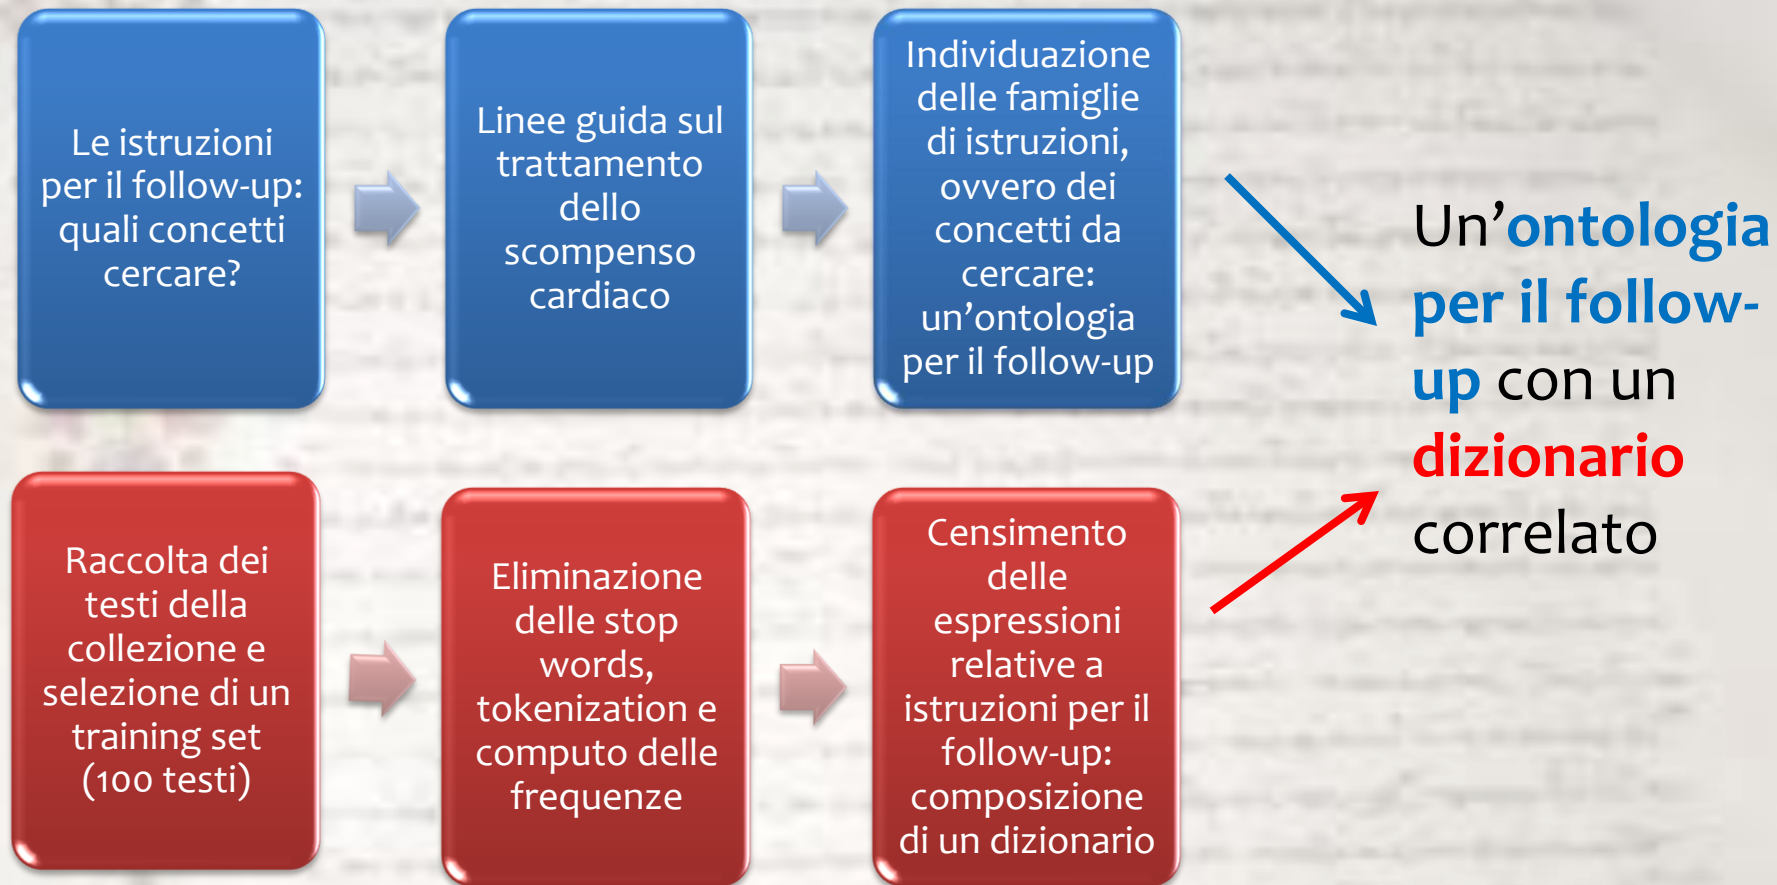 Le istruzioni
per il follow-up:
quali concetti
cercare?
Linee guida sul
trattamento
dello
scompenso
cardiaco
Individuazione
delle famiglie
di istruzioni,
ovvero dei
concetti da
cercare:
un’ontologia
per il follow-up
Raccolta dei
testi della
collezione e
selezione di un
training set
(100 testi)
Eliminazione
delle stop
words,
tokenization e
computo delle
frequenze
Censimento
delle
espressioni
relative a
istruzioni per il
follow-up:
composizione
di un dizionario
Un’ontologia
per il follow-
up con un
dizionario
correlato